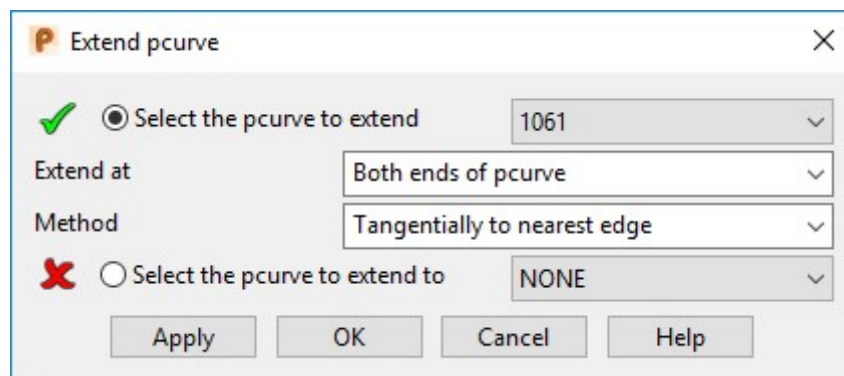 Extend pcurve
Select the pcurve to extend 1061
Extend at Both ends of pcurve
Method Tangentially to nearest edge
Select the pcurve to extend to NONE
Apply OK Cancel Help